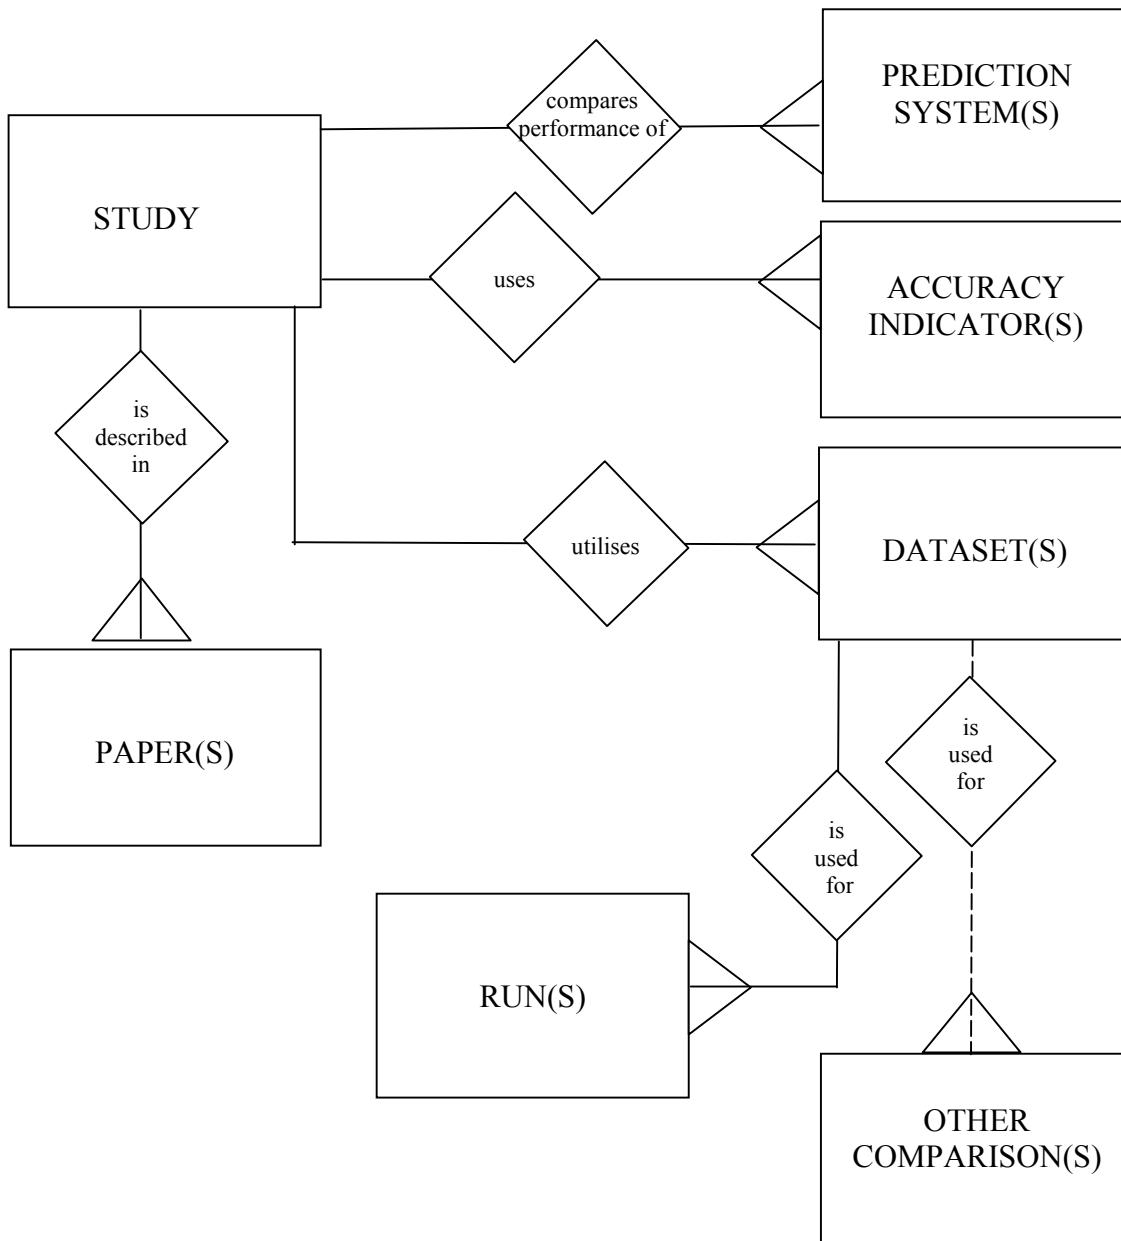 PREDICTION
SYSTEM(S)
compares
performance of
STUDY
uses
ACCURACY
INDICATOR(S)
is
described
in
utilises
DATASET(S)
PAPER(S)
is
used
for
is
used
for
RUN(S)
OTHER
COMPARISON(S)